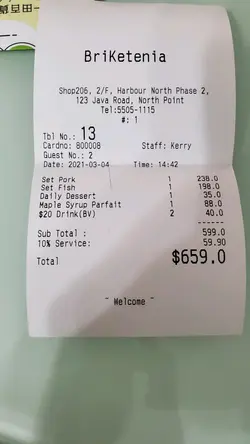 BriKetenia
Shop206, 2/F, Harbour North Phase 2,
123 Java Road, North Point
Tel:5505-1115
#: 1
Tbl No.: 13
Cardno: 800008 Staff: Kerry
Guest No.: 2
Date: 2021-03-04 Time: 14:42
Set Pork 1 238.0
Set Fish 1 198.0
Daily Dessert 1 35.0
Maple Syrup Parfait 1 88.0
$20 Drink(BV) 2 40.0
------
Sub Total : 599.0
10% Service: 59.90
Total $659.0
~ Welcome ~